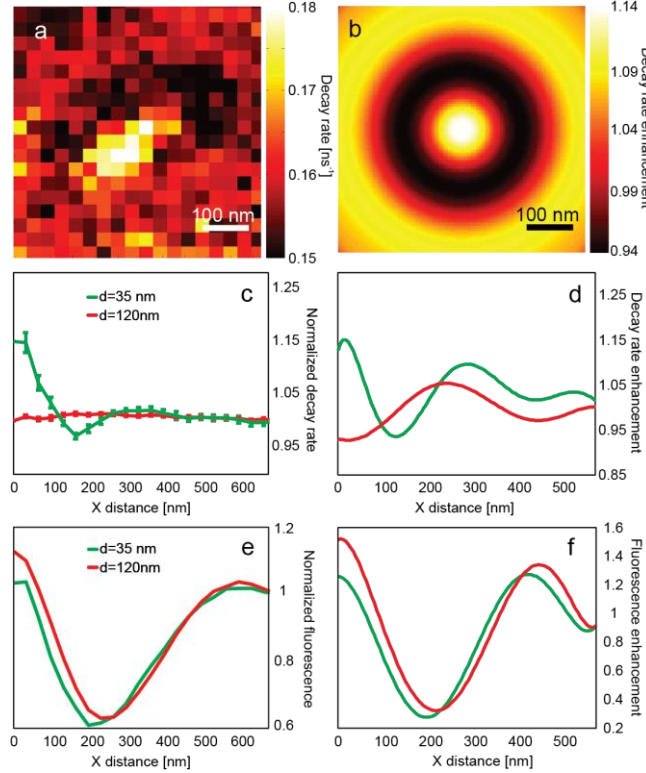 a
100 nm
0.18
0.17
0.16
0.15
Decay rate [ns⁻¹]
b
100 nm
1.14
1.09
1.04
0.99
0.94
Decay rate enhancement
c
d=35 nm
d=120nm
1.25
1.15
1.05
0.95
Normalized decay rate
0 100 200 300 400 500 600
X distance [nm]
d
1.25
1.15
1.05
0.95
0.85
Decay rate enhancement
0 100 200 300 400 500
X distance [nm]
e
d=35 nm
d=120nm
1.2
1
0.8
0.6
Normalized fluorescence
0 100 200 300 400 500 600
X distance [nm]
f
1.6
1.4
1.2
1
0.8
0.6
0.4
0.2
Fluorescence enhancement
0 100 200 300 400 500
X distance [nm]